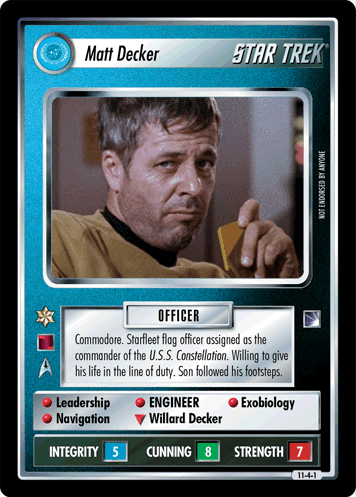 Matt Decker
STAR TREK®
NOT ENDORSED BY ANYONE
OFFICER
Commodore. Starfleet flag officer assigned as
commander of the U.S.S. Constellation. Willing to give
his life in the line of duty. Son followed his footsteps.
Leadership ENGINEER Exobiology
Navigation Willard Decker
INTEGRITY 5 CUNNING 8 STRENGTH 7
11-4-1